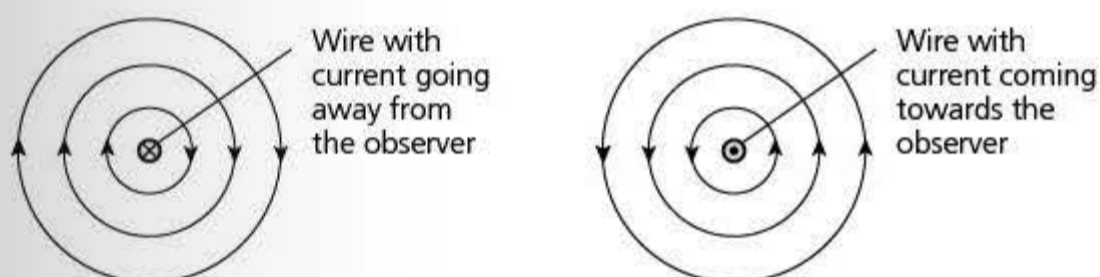 Wire with
current going
away from
the observer
Wire with
current coming
towards the
observer